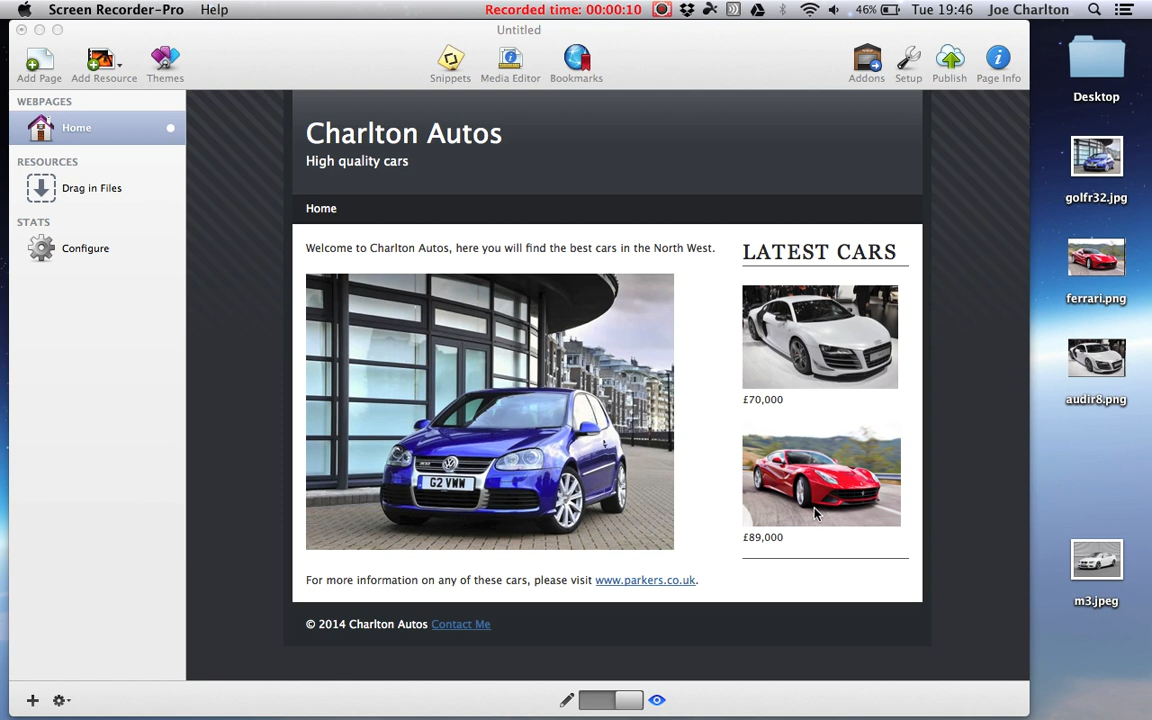 Screen Recorder-Pro Help Recorded time: 00:00:10 46% Tue 19:46 Joe Charlton
Untitled
Add Page Add Resource Themes Snippets Media Editor Bookmarks Addons Setup Publish Page Info
WEBPAGES
Home
RESOURCES
Drag in Files
STATS
Configure
Charlton Autos
High quality cars
Home
Welcome to Charlton Autos, here you will find the best cars in the North West.
G2 VWW
LATEST CARS
£70,000
£89,000
For more information on any of these cars, please visit www.parkers.co.uk.
© 2014 Charlton Autos Contact Me
Desktop
golfr32.jpg
ferrari.png
audir8.png
m3.jpeg